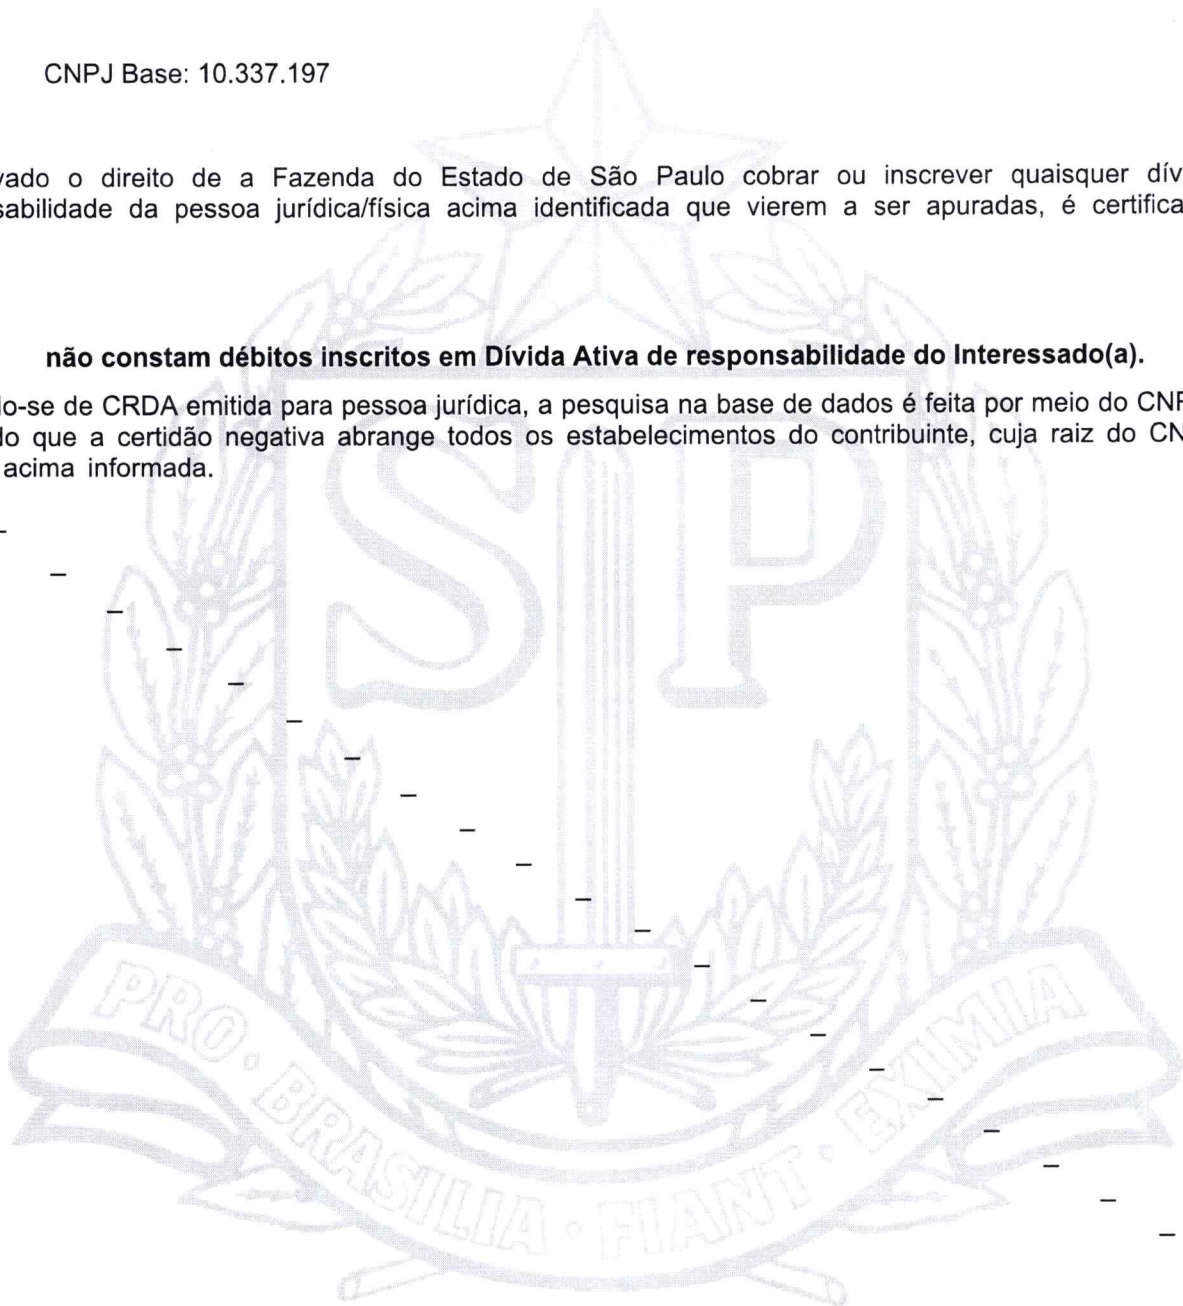 CNPJ Base: 10.337.197
vado o direito de a Fazenda do Estado de São Paulo cobrar ou inscrever quaisquer dív
sabilidade da pessoa jurídica/física acima identificada que vierem a ser apuradas, é certifica
não constam débitos inscritos em Dívida Ativa de responsabilidade do Interessado(a).
do-se de CRDA emitida para pessoa jurídica, a pesquisa na base de dados é feita por meio do CNP
do que a certidão negativa abrange todos os estabelecimentos do contribuinte, cuja raiz do CN
acima informada.
SP
PRO · BRASILIA · FIANT · EXIMIA